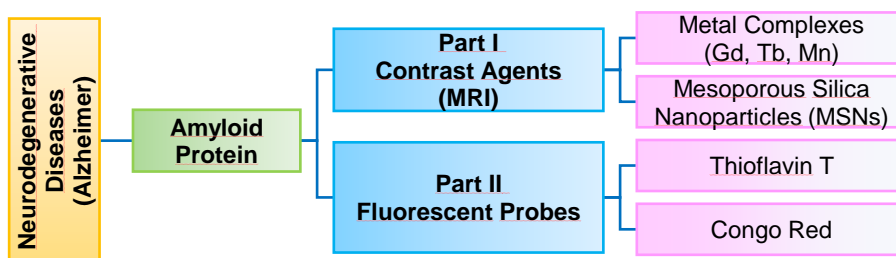 Neurodegenerative
Diseases
(Alzheimer)
Amyloid
Protein
Part I
Contrast Agents
(MRI)
Metal Complexes
(Gd, Tb, Mn)
Mesoporous Silica
Nanoparticles (MSNs)
Part II
Fluorescent Probes
Thioflavin T
Congo Red